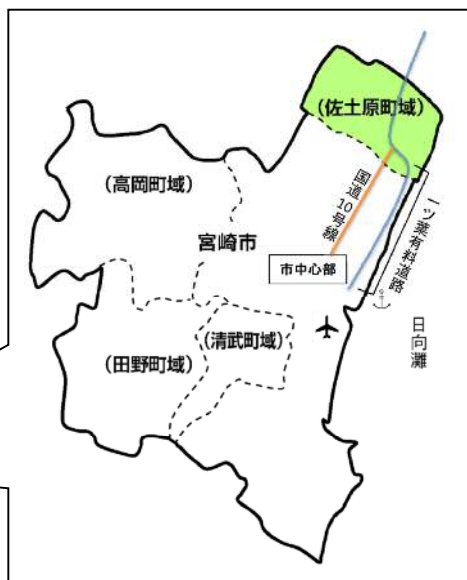 (佐土原町域)
(高岡町域)
国道10号線
一ツ葉有料道路
宮崎市
市中心部
日向灘
(清武町域)
(田野町域)